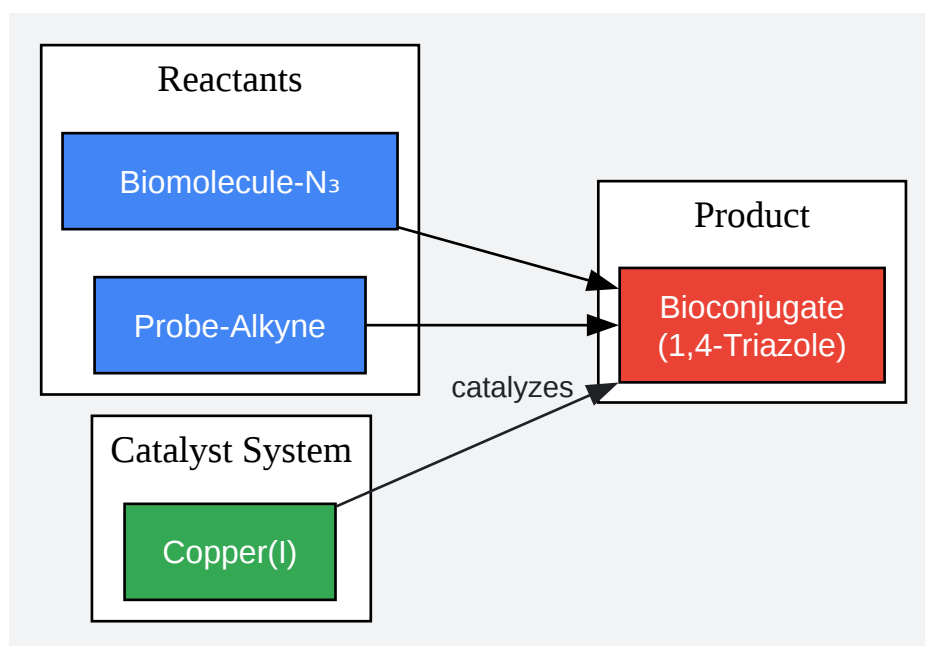 Reactants
Biomolecule-N₃
Probe-Alkyne
catalyzes
Catalyst System
Copper(I)
Product
Bioconjugate
(1,4-Triazole)